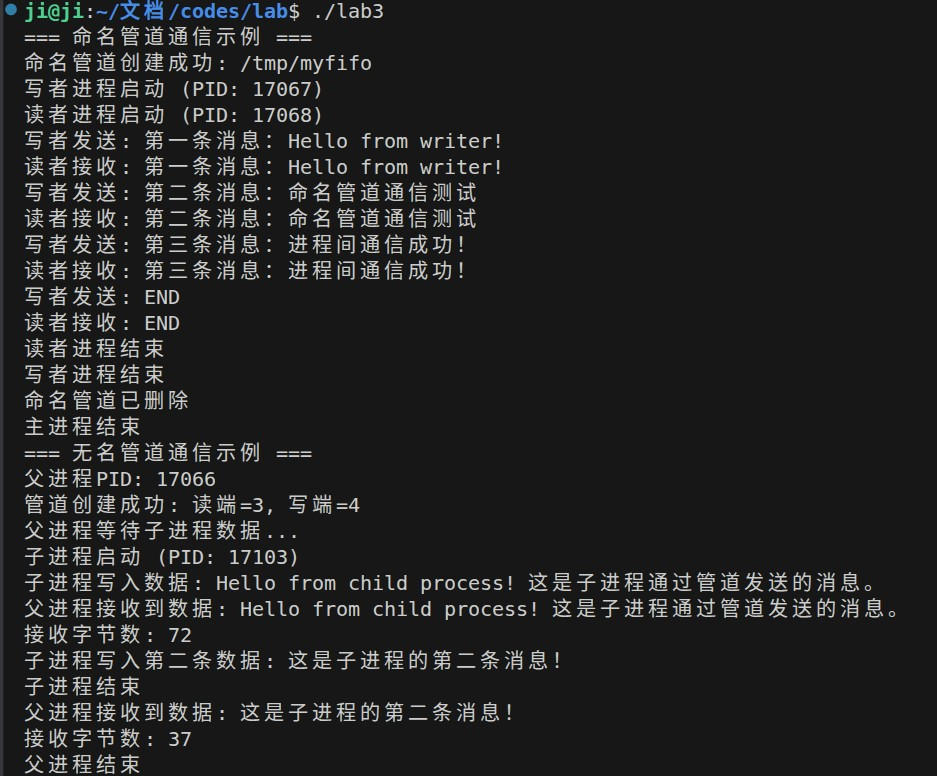 ji@ji:~/文档/codes/lab$ ./lab3
=== 命名管道通信示例 ===
命名管道创建成功: /tmp/myfifo
写者进程启动 (PID: 17067)
读者进程启动 (PID: 17068)
写者发送: 第一条消息: Hello from writer!
读者接收: 第一条消息: Hello from writer!
写者发送: 第二条消息: 命名管道通信测试
读者接收: 第二条消息: 命名管道通信测试
写者发送: 第三条消息: 进程间通信成功!
读者接收: 第三条消息: 进程间通信成功!
写者发送: END
读者接收: END
读者进程结束
写者进程结束
命名管道已删除
主进程结束
=== 无名管道通信示例 ===
父进程PID: 17066
管道创建成功: 读端=3, 写端=4
父进程等待子进程数据...
子进程启动 (PID: 17103)
子进程写入数据: Hello from child process! 这是子进程通过管道发送的消息。
父进程接收到数据: Hello from child process! 这是子进程通过管道发送的消息。
接收字节数: 72
子进程写入第二条数据: 这是子进程的第二条消息!
子进程结束
父进程接收到数据: 这是子进程的第二条消息!
接收字节数: 37
父进程结束